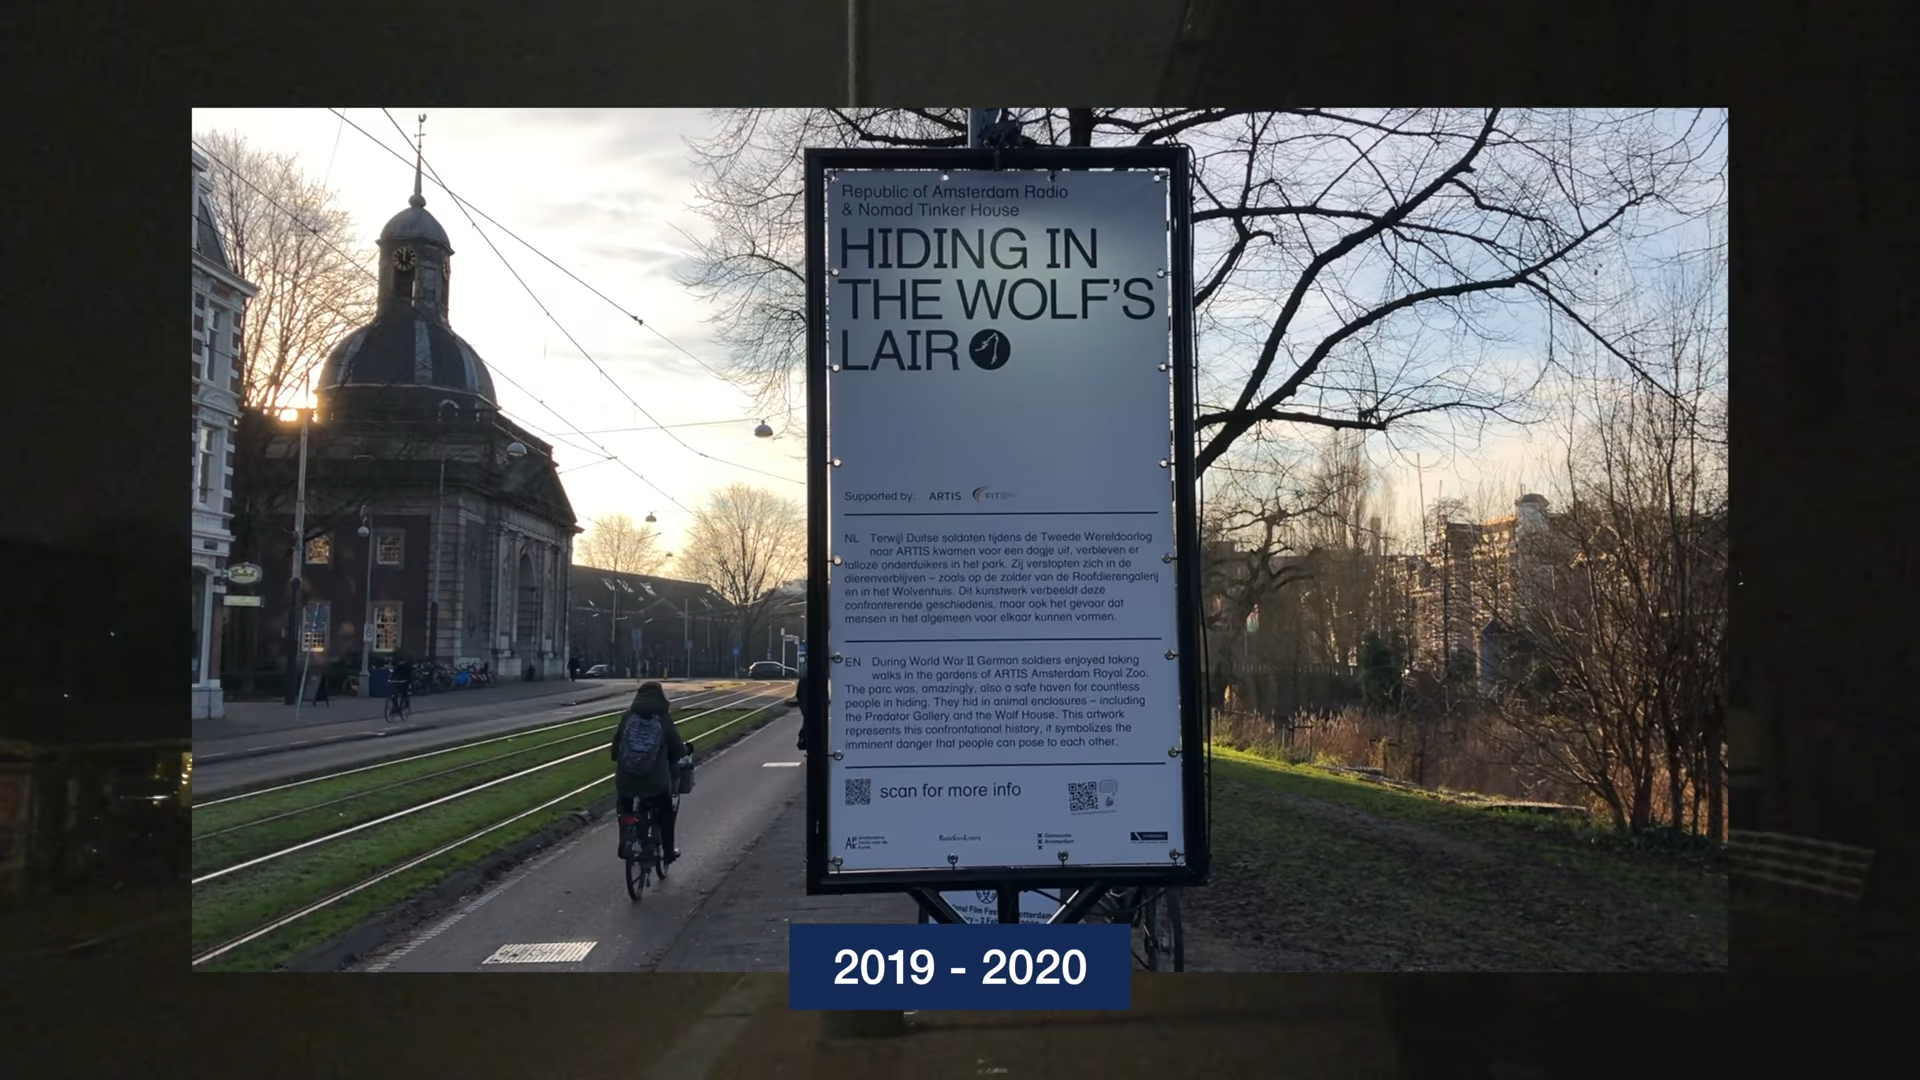 Republic of Amsterdam Radio
& Nomad Tinker House
HIDING IN
THE WOLF'S
LAIR
Supported by: ARTIS
NL Terwijl Duitse soldaten tijdens de Tweede Wereldoorlog
naar ARTIS kwamen voor een dagje uit, verbleven er
talloze onderduikers in het park. Zij verstopten zich in de
dierenverblijven – zoals op de zolder van de Roofdierengalerij
en in het Wolvenhuis. Dit kunstwerk verbeeldt deze
confronterende geschiedenis, maar ook het gevaar dat
mensen in het algemeen voor elkaar kunnen vormen.
EN During World War II German soldiers enjoyed taking
walks in the gardens of ARTIS Amsterdam Royal Zoo.
The parc was, amazingly, also a safe haven for countless
people in hiding. They hid in animal enclosures – including
the Predator Gallery and the Wolf House. This artwork
represents this confrontational history, it symbolizes the
imminent danger that people can pose to each other.
scan for more info
Gemeente
Amsterdam
2019 - 2020